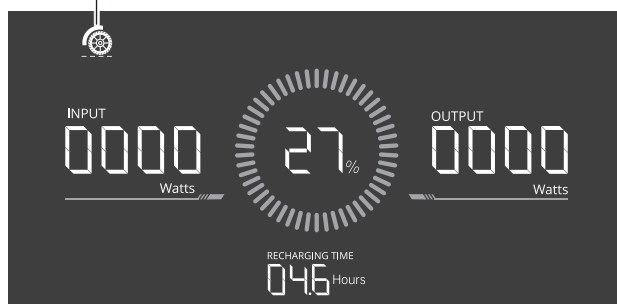 INPUT
0000
Watts
27%
OUTPUT
0000
Watts
RECHARGING TIME
04.6 Hours